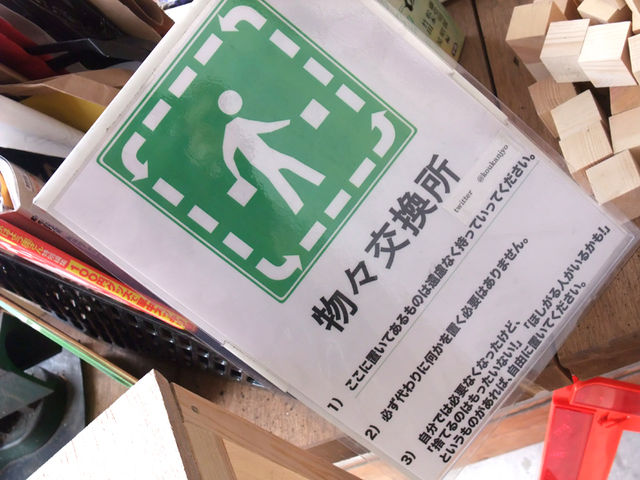 物々交換所
twitter @koukanjyo
1) ここに置いてあるものは遠慮なく持っていってください。
2) 必ず代わりに何かを置く必要はありません。
3) 自分では必要なくなったけど、
「捨てるのはもったいない！」「ほしがる人がいるかも！」
というものがあれば、自由に置いてください。